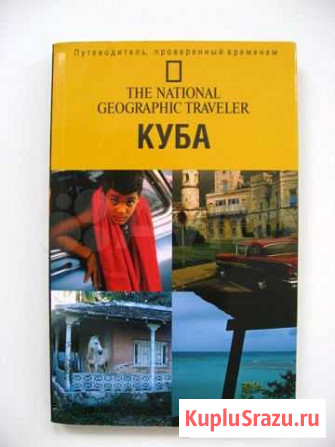 Путеводитель, проверенный временем
THE NATIONAL
GEOGRAPHIC TRAVELER
КУБА
KupluSrazu.ru